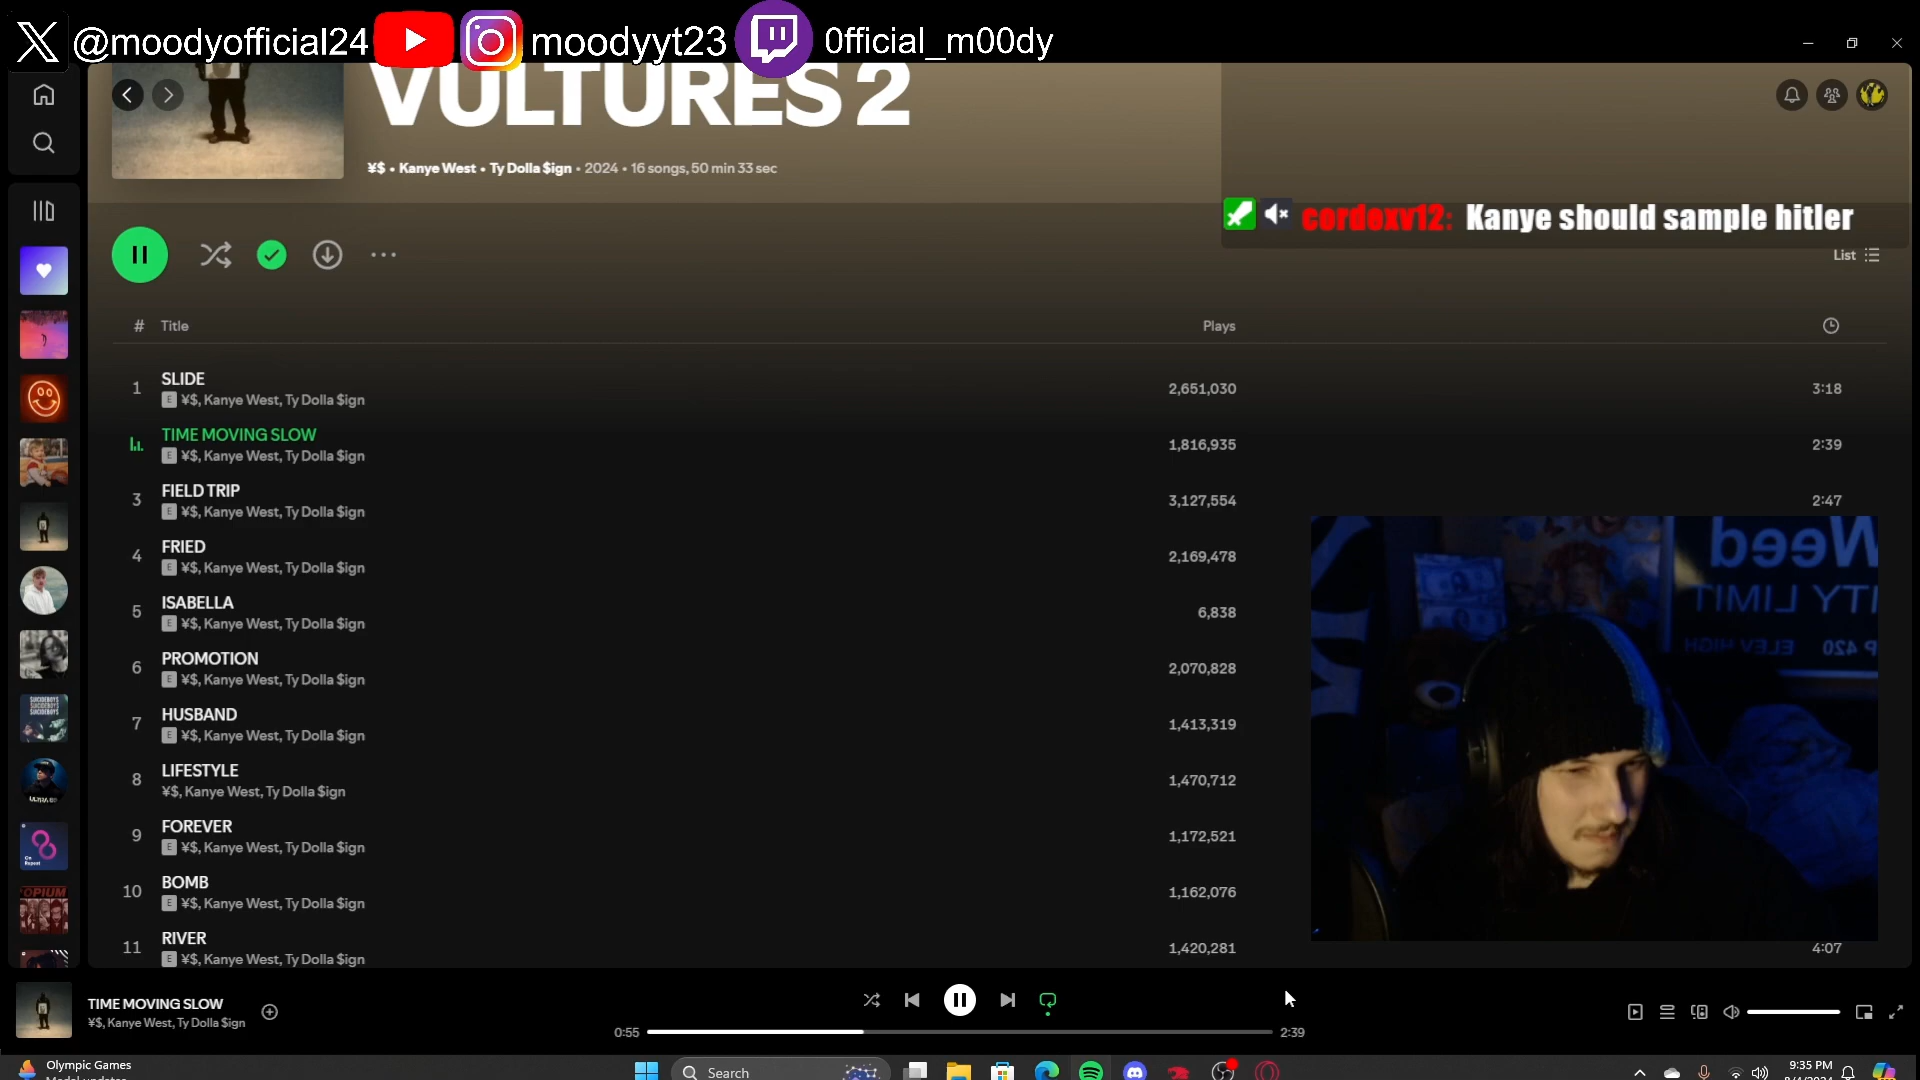 @moodyofficial24 moodyyt23 0fficial_m00dy
VULTURES 2
¥$ • Kanye West • Ty Dolla $ign • 2024 • 16 songs, 50 min 33 sec
cordoxv12: Kanye should sample hitler
List
# Title Plays
1 SLIDE 2,651,030 3:18
E ¥$, Kanye West, Ty Dolla $ign
TIME MOVING SLOW 1,816,935 2:39
E ¥$, Kanye West, Ty Dolla $ign
3 FIELD TRIP 3,127,554 2:47
E ¥$, Kanye West, Ty Dolla $ign
4 FRIED 2,169,478
E ¥$, Kanye West, Ty Dolla $ign
5 ISABELLA 6,838
E ¥$, Kanye West, Ty Dolla $ign
6 PROMOTION 2,070,828
E ¥$, Kanye West, Ty Dolla $ign
7 HUSBAND 1,413,319
E ¥$, Kanye West, Ty Dolla $ign
8 LIFESTYLE 1,470,712
¥$, Kanye West, Ty Dolla $ign
9 FOREVER 1,172,521
E ¥$, Kanye West, Ty Dolla $ign
10 BOMB 1,162,076
E ¥$, Kanye West, Ty Dolla $ign
11 RIVER 1,420,281 4:07
E ¥$, Kanye West, Ty Dolla $ign
Weed
ITY LIMIT
P 420 ELEV HIGH
TIME MOVING SLOW
¥$, Kanye West, Ty Dolla $ign
0:55 2:39
Olympic Games
Search
9:35 PM